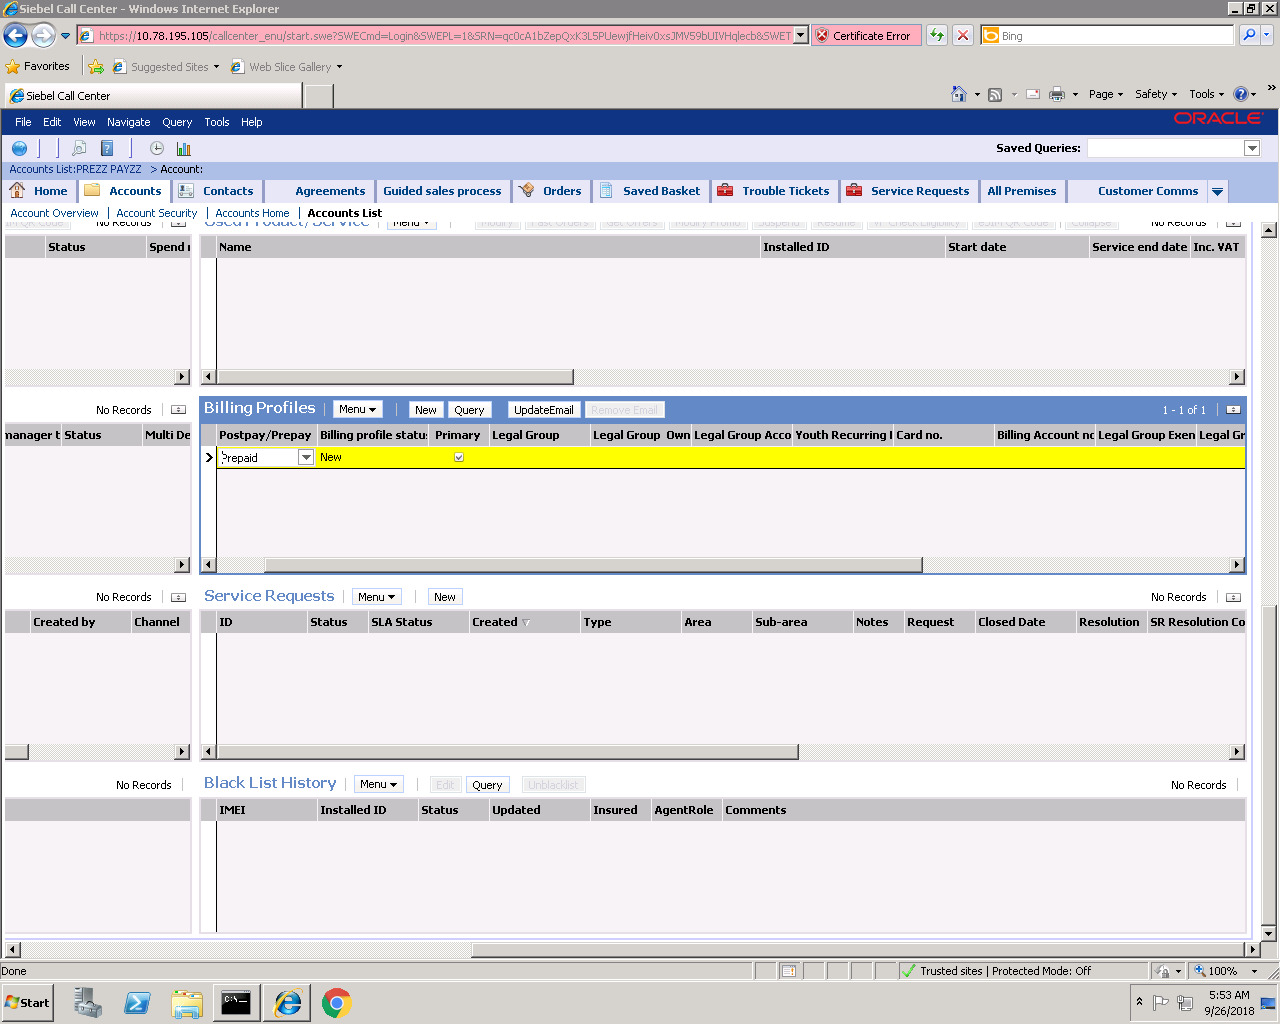 Siebel Call Center - Windows Internet Explorer
https://10.78.195.105/callcenter_enu/start.swe?SWECmd=Login&SWEPL=1&SRN= Certificate Error Bing
Favorites Suggested Sites Web Slice Gallery
Siebel Call Center Page Safety Tools »
File Edit View Navigate Query Tools Help ORACLE
Saved Queries:
Accounts List:PREZZ PAYZZ > Account:
Home Accounts Contacts Agreements Guided sales process Orders Saved Basket Trouble Tickets Service Requests All Premises Customer Comms
Account Overview Account Security Accounts Home Accounts List
No Records Used Product/Service Menu No Records
Status Spend Name Installed ID Start date Service end date Inc. VAT
No Records Billing Profiles Menu New Query UpdateEmail Remove Email 1 - 1 of 1
manager t Status Multi De Postpay/Prepay Billing profile status Primary Legal Group Legal Group Own Legal Group Acco Youth Recurring Card no. Billing Account no Legal Group Exen Legal Gr
Prepaid New
No Records Service Requests Menu New No Records
Created by Channel ID Status SLA Status Created Type Area Sub-area Notes Request Closed Date Resolution SR Resolution Co
No Records Black List History Menu Edit Query Unblacklist No Records
IMEI Installed ID Status Updated Insured AgentRole Comments
Done Trusted sites | Protected Mode: Off 100%
Start C:\. 5:53 AM
9/26/2018